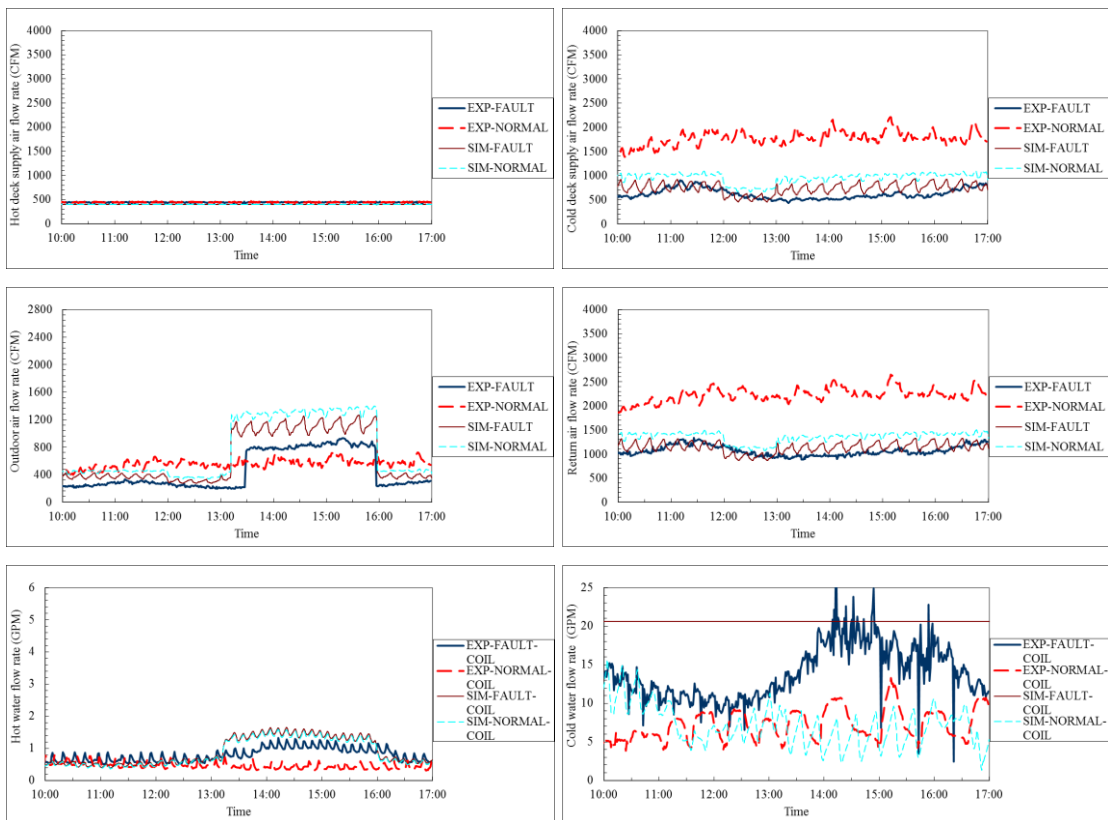 Hot deck supply air flow rate (CFM)
4000
3500
3000
2500
2000
1500
1000
500
0
10:00 11:00 12:00 13:00 14:00 15:00 16:00 17:00
Time
EXP-FAULT
EXP-NORMAL
SIM-FAULT
SIM-NORMAL
Cold deck supply air flow rate (CFM)
4000
3500
3000
2500
2000
1500
1000
500
0
10:00 11:00 12:00 13:00 14:00 15:00 16:00 17:00
Time
EXP-FAULT
EXP-NORMAL
SIM-FAULT
SIM-NORMAL
Outdoor air flow rate (CFM)
2800
2400
2000
1600
1200
800
400
0
10:00 11:00 12:00 13:00 14:00 15:00 16:00 17:00
Time
EXP-FAULT
EXP-NORMAL
SIM-FAULT
SIM-NORMAL
Return air flow rate (CFM)
4000
3500
3000
2500
2000
1500
1000
500
0
10:00 11:00 12:00 13:00 14:00 15:00 16:00 17:00
Time
EXP-FAULT
EXP-NORMAL
SIM-FAULT
SIM-NORMAL
Hot water flow rate (GPM)
6
5
4
3
2
1
0
10:00 11:00 12:00 13:00 14:00 15:00 16:00 17:00
Time
EXP-FAULT-
COIL
EXP-NORMAL-
COIL
SIM-FAULT-
COIL
SIM-NORMAL-
COIL
Cold water flow rate (GPM)
25
20
15
10
5
0
10:00 11:00 12:00 13:00 14:00 15:00 16:00 17:00
Time
EXP-FAULT-
COIL
EXP-NORMAL-
COIL
SIM-FAULT-
COIL
SIM-NORMAL-
COIL